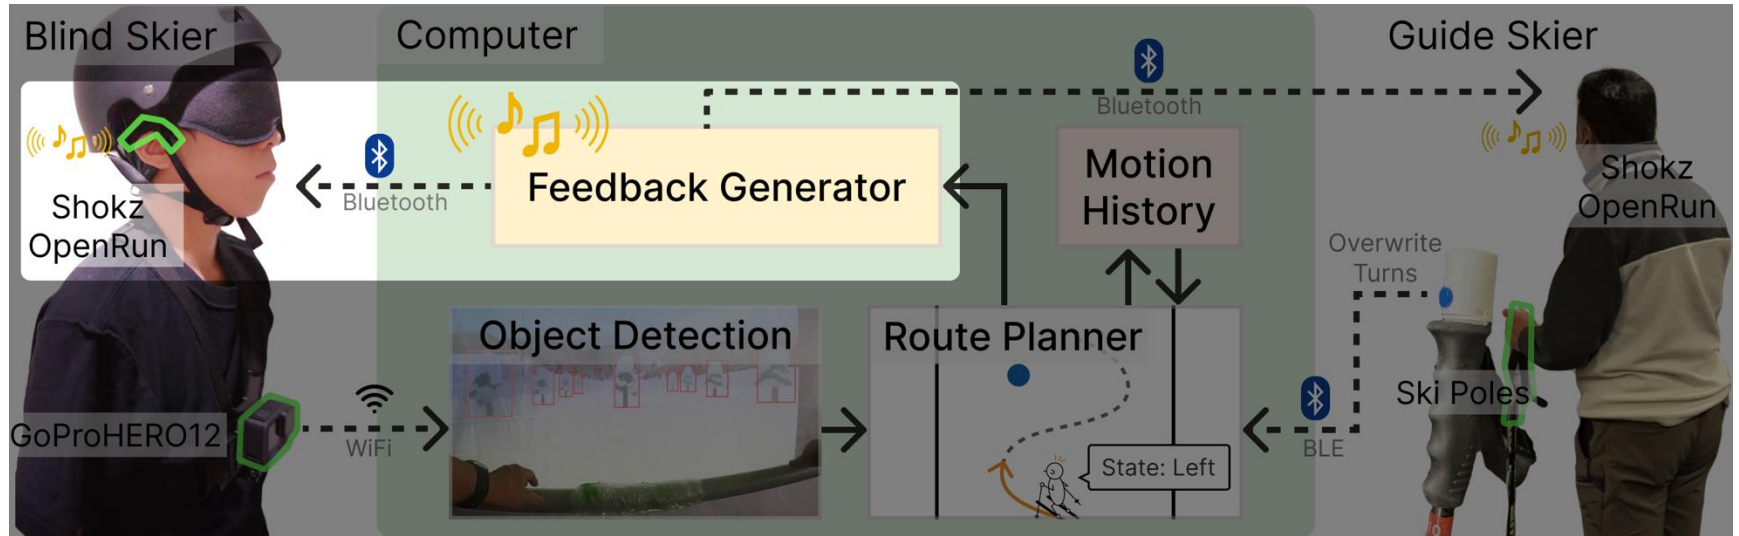 Blind Skier
Computer
Guide Skier
Bluetooth
Shokz
OpenRun
Bluetooth
Feedback Generator
Motion
History
Shokz
OpenRun
Overwrite
Turns
Object Detection
Route Planner
Ski Poles
GoProHERO12
WiFi
State: Left
BLE